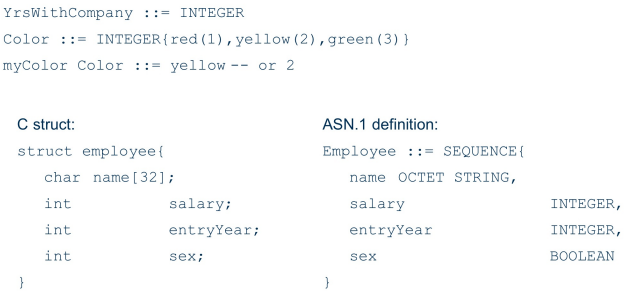 YrsWithCompany ::= INTEGER
Color ::= INTEGER{red(1),yellow(2),green(3)}
myColor Color ::= yellow -- or 2
C struct:
struct employee{
char name[32];
int salary;
int entryYear;
int sex;
}
ASN.1 definition:
Employee ::= SEQUENCE{
name OCTET STRING,
salary INTEGER,
entryYear INTEGER,
sex BOOLEAN
}